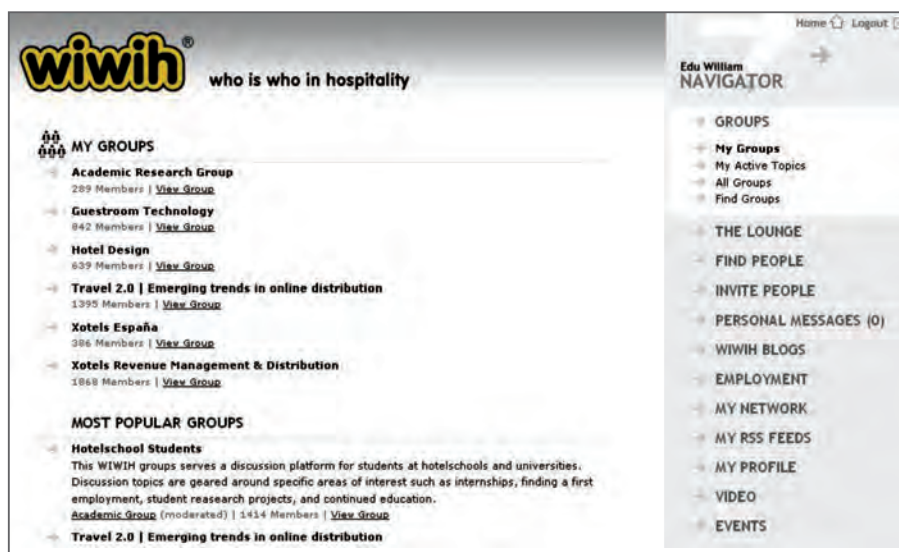 wiwih®
who is who in hospitality
MY GROUPS
Academic Research Group
289 Members | View Group
Guestroom Technology
842 Members | View Group
Hotel Design
639 Members | View Group
Travel 2.0 | Emerging trends in online distribution
1395 Members | View Group
Xotels España
386 Members | View Group
Xotels Revenue Management & Distribution
1868 Members | View Group
MOST POPULAR GROUPS
Hotelschool Students
This WIWIH groups serves a discussion platform for students at hotelschools and universities.
Discussion topics are geared around specific areas of interest such as internships, finding a first
employment, student reasearch projects, and continued education.
Academic Group (moderated) | 1414 Members | View Group
Travel 2.0 | Emerging trends in online distribution
Home Logout
Edu William
NAVIGATOR
GROUPS
My Groups
My Active Topics
All Groups
Find Groups
THE LOUNGE
FIND PEOPLE
INVITE PEOPLE
PERSONAL MESSAGES (0)
WIWIH BLOGS
EMPLOYMENT
MY NETWORK
MY RSS FEEDS
MY PROFILE
VIDEO
EVENTS